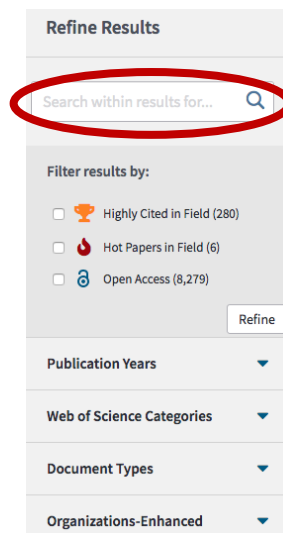 Refine Results
Search within results for...
Filter results by:
Highly Cited in Field (280)
Hot Papers in Field (6)
Open Access (8,279)
Refine
Publication Years
Web of Science Categories
Document Types
Organizations-Enhanced